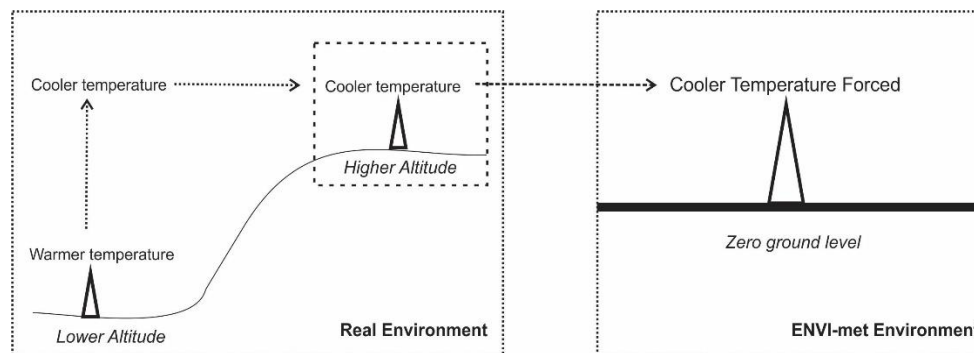 Cooler temperature
Cooler temperature
Higher Altitude
Warmer temperature
Lower Altitude
Real Environment
Cooler Temperature Forced
Zero ground level
ENVI-met Environment